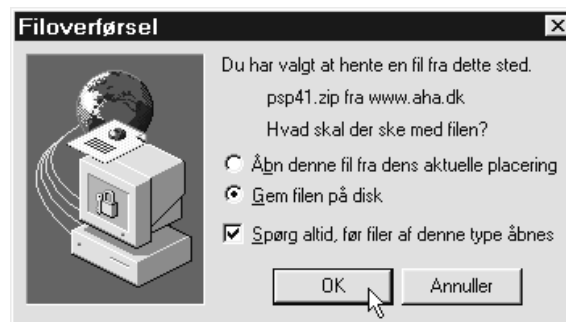 Filoverførsel
Du har valgt at hente en fil fra dette sted.
psp41.zip fra www.aha.dk
Hvad skal der ske med filen?
Åbn denne fil fra dens aktuelle placering
Gem filen på disk
Spørg altid, før filer af denne type åbnes
OK
Annuller